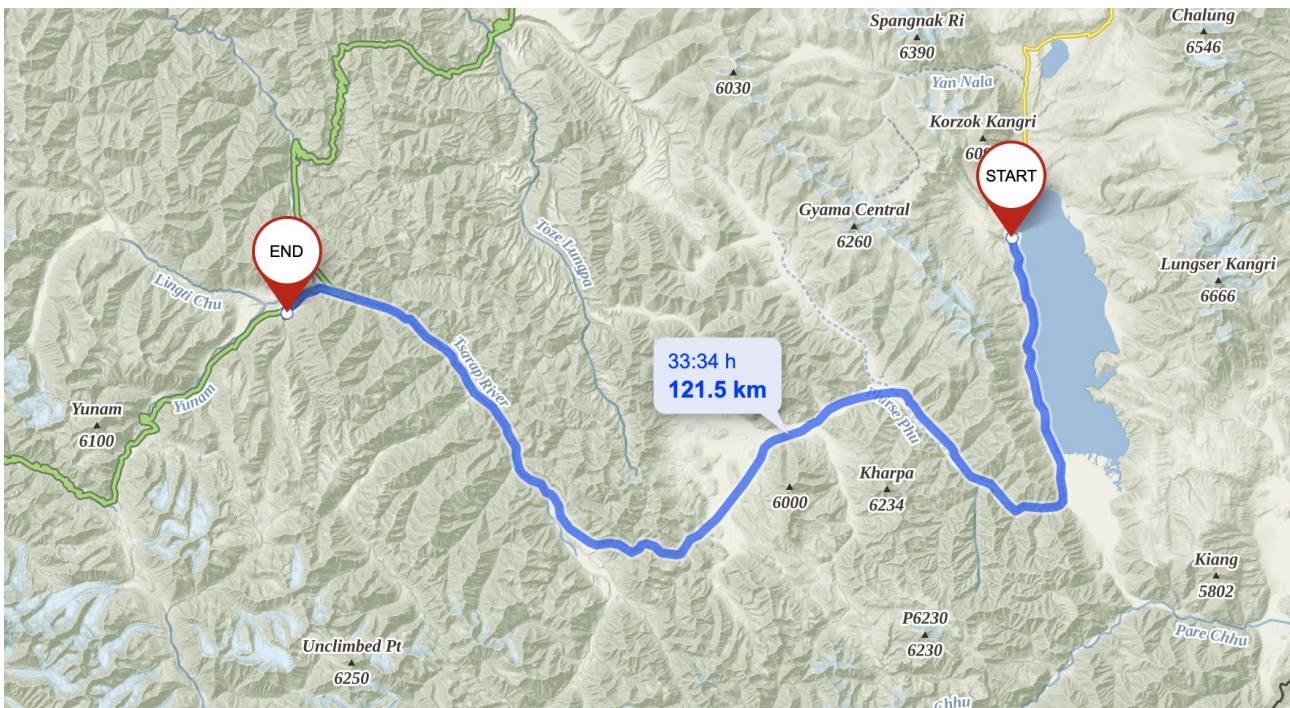 Spangnak Ri
6390
Chalung
6546
6030
Yan Nala
Korzok Kangri
START
Gyama Central
6260
Toze Lungpa
END
Lingti Chu
Lungser Kangri
6666
Tsarap River
33:34 h
121.5 km
Yunam
Yunam
6100
Phu
Kharpa
6234
6000
Kiang
5802
P6230
6230
Pare Chhu
Unclimbed Pt
6250
Chhu